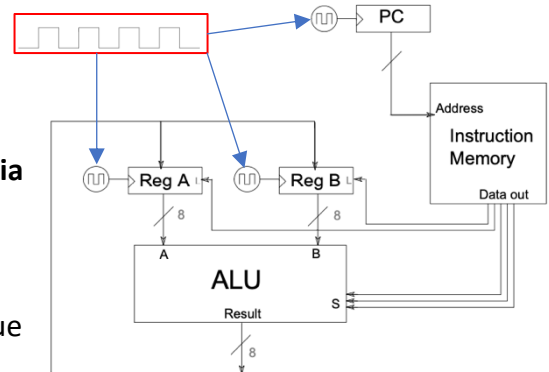 PC
Address
Instruction
Memory
Data out
ia
Reg A L
Reg B L
8
8
A
B
ALU
S
Result
ue
8